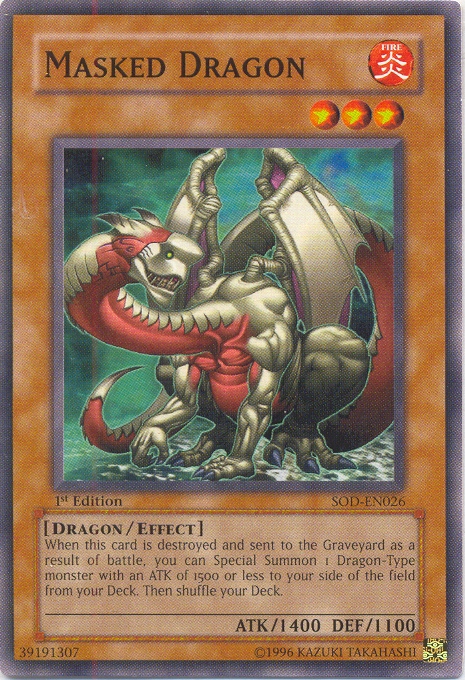 MASKED DRAGON
FIRE
炎
1st Edition
SOD-EN026
[DRAGON/EFFECT]
When this card is destroyed and sent to the Graveyard as a
result of battle, you can Special Summon 1 Dragon-Type
monster with an ATK of 1500 or less to your side of the field
from your Deck. Then shuffle your Deck.
ATK/1400 DEF/1100
39191307
©1996 KAZUKI TAKAHASHI